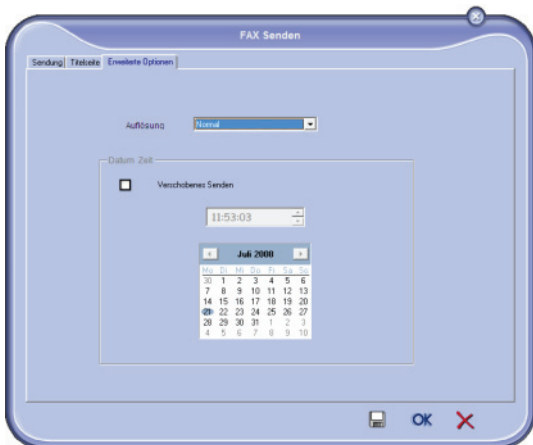 FAX Senden
Sendung Titelseite Erweiterte Optionen
Auflösung Normal
Datum Zeit
Verschobenes Senden
11:53:03
Juli 2008
Mo Di Mi Do Fr Sa So
30 1 2 3 4 5 6
7 8 9 10 11 12 13
14 15 16 17 18 19 20
21 22 23 24 25 26 27
28 29 30 31 1 2 3
4 5 6 7 8 9 10
OK